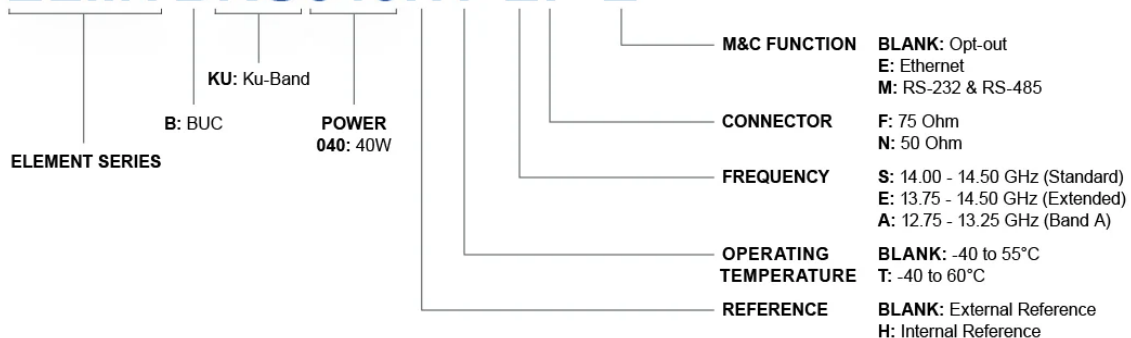 M&C FUNCTION BLANK: Opt-out
E: Ethernet
M: RS-232 & RS-485
KU: Ku-Band
B: BUC
POWER
040: 40W
CONNECTOR F: 75 Ohm
N: 50 Ohm
ELEMENT SERIES
FREQUENCY S: 14.00 - 14.50 GHz (Standard)
E: 13.75 - 14.50 GHz (Extended)
A: 12.75 - 13.25 GHz (Band A)
OPERATING BLANK: -40 to 55°C
TEMPERATURE T: -40 to 60°C
REFERENCE BLANK: External Reference
H: Internal Reference